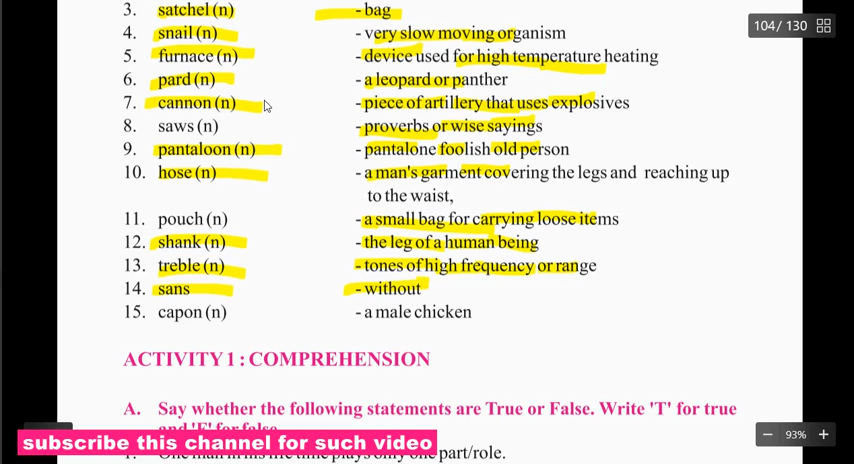 3. satchel (n) - bag
4. snail (n) - very slow moving organism
5. furnace (n) - device used for high temperature heating
6. pard (n) - a leopard or panther
7. cannon (n) - piece of artillery that uses explosives
8. saws (n) - proverbs or wise sayings
9. pantaloon (n) - pantalone foolish old person
10. hose (n) - a man's garment covering the legs and reaching up
to the waist,
11. pouch (n) - a small bag for carrying loose items
12. shank (n) - the leg of a human being
13. treble (n) - tones of high frequency or range
14. sans - without
15. capon (n) - a male chicken
ACTIVITY 1 : COMPREHENSION
A. Say whether the following statements are True or False. Write 'T' for true
and 'F' for false
part/role.
104 / 130
93%
subscribe this channel for such video